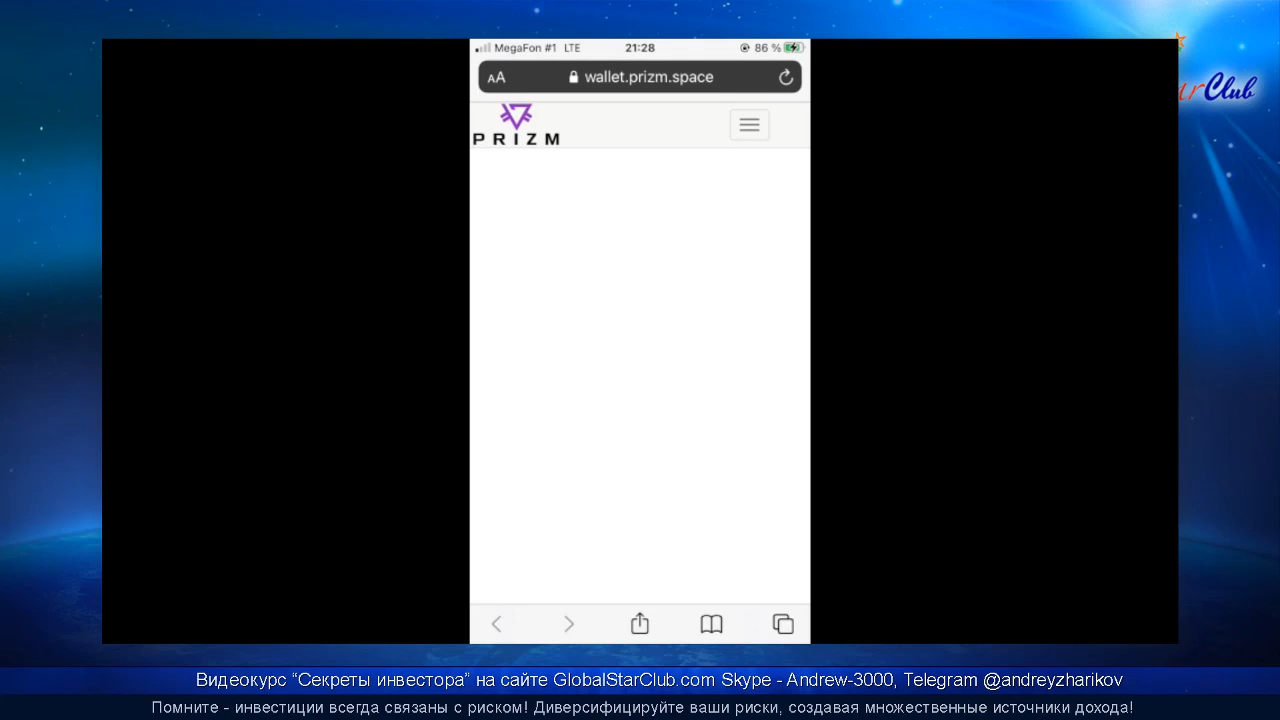 MegaFon #1 LTE 21:28 86 %
AA wallet.prizm.space
Club
PRIZM
Видеокурс “Секреты инвестора” на сайте GlobalStarClub.com Skype - Andrew-3000, Telegram @andreyzharikov
Помните - инвестиции всегда связаны с риском! Диверсифицируйте ваши риски, создавая множественные источники дохода!